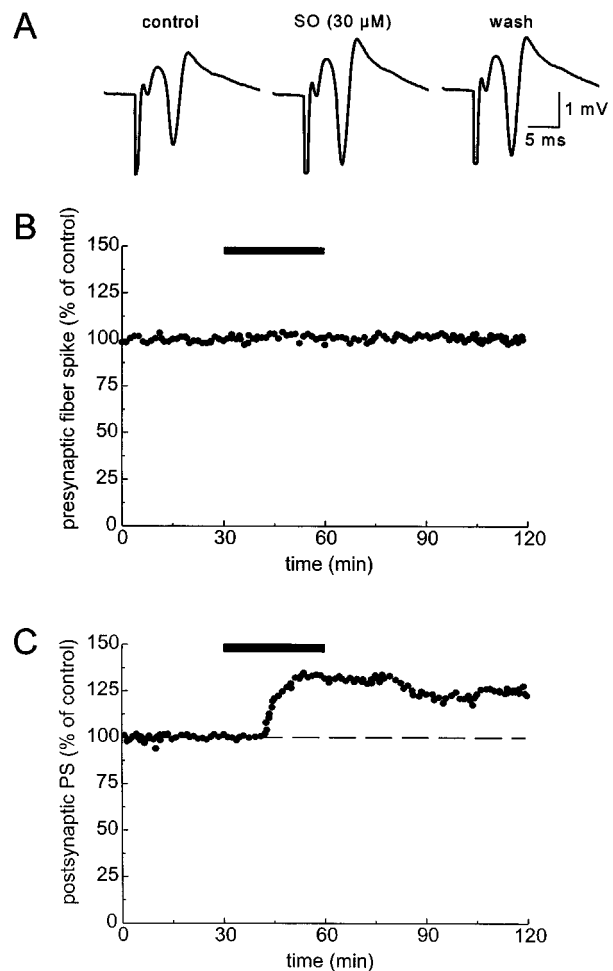 A
control
SO (30 µM)
wash
1 mV
5 ms
B
presynaptic fiber spike (% of control)
150
125
100
75
50
25
0
0 30 60 90 120
time (min)
C
postsynaptic PS (% of control)
150
125
100
75
50
25
0
0 30 60 90 120
time (min)